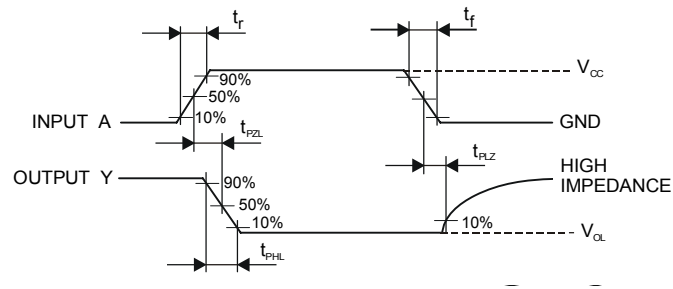 tr
tf
90%
VCC
50%
INPUT A
10%
GND
tPZL
tPLZ
HIGH
IMPEDANCE
OUTPUT Y
90%
50%
10%
10%
VOL
tPHL